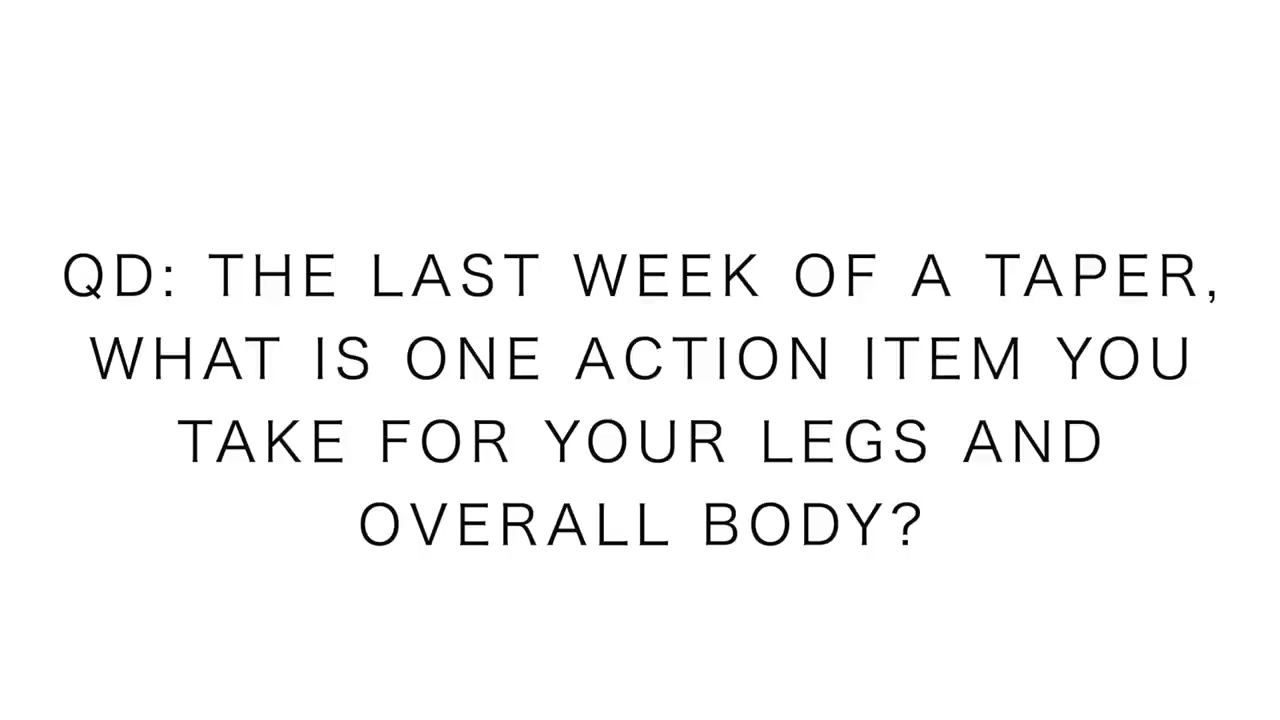 QD: THE LAST WEEK OF A TAPER,
WHAT IS ONE ACTION ITEM YOU
TAKE FOR YOUR LEGS AND
OVERALL BODY?